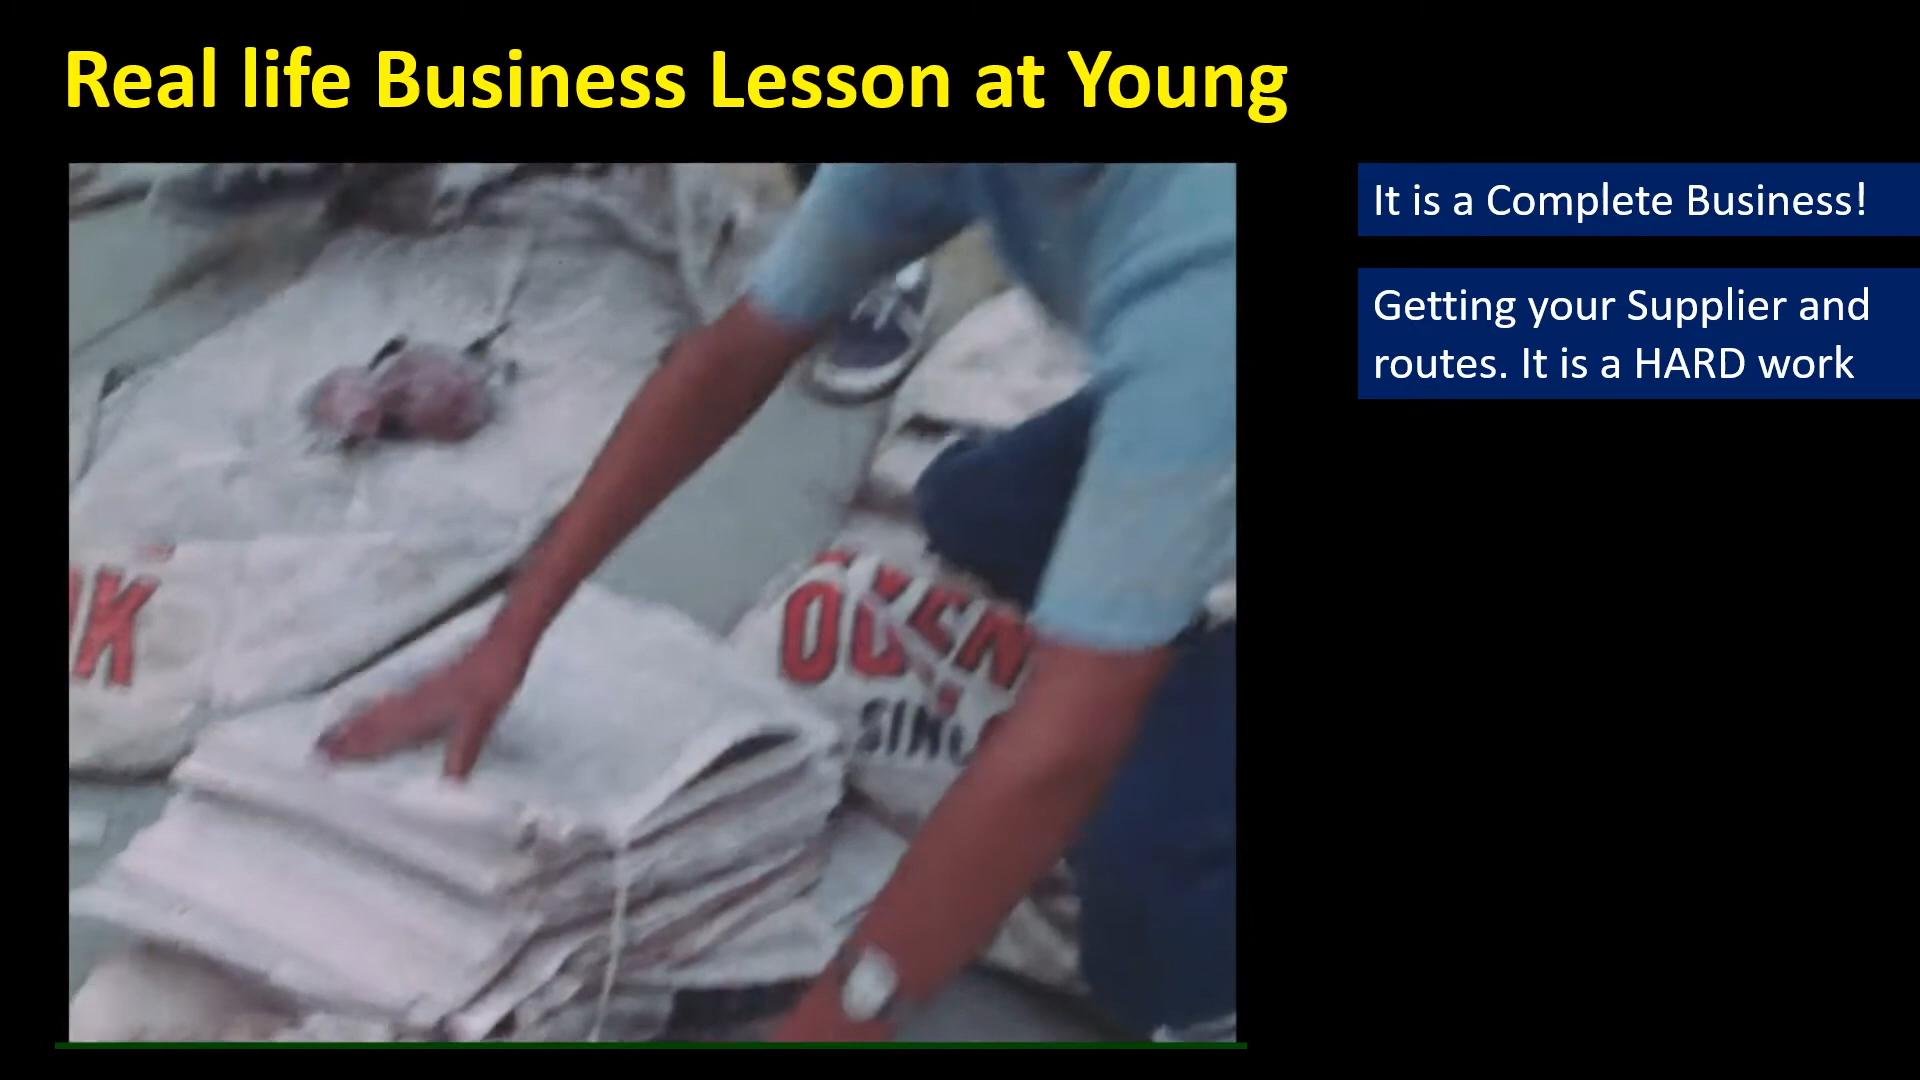 Real life Business Lesson at Young
It is a Complete Business!
Getting your Supplier and
routes. It is a HARD work